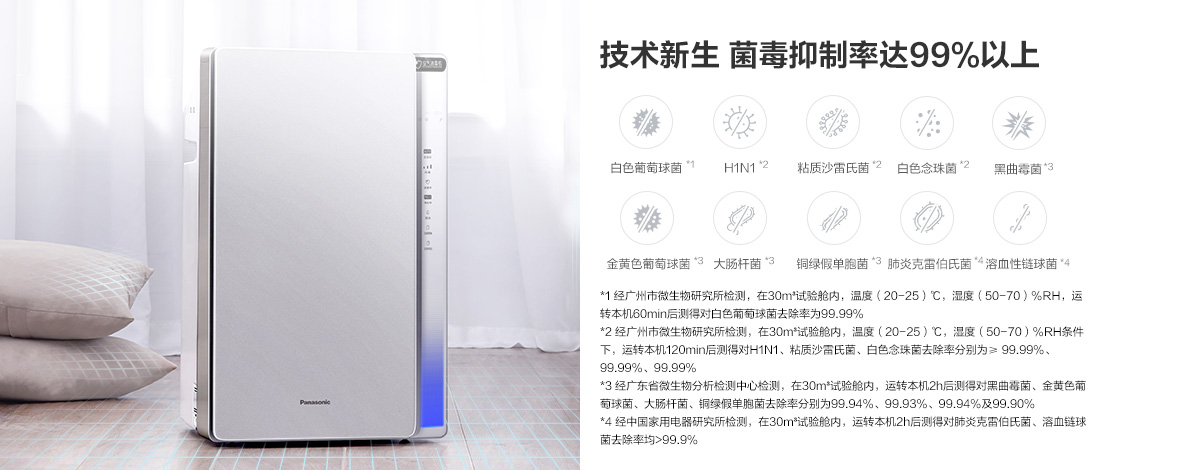 技术新生 菌毒抑制率达99%以上
白色葡萄球菌 *1
H1N1 *2
粘质沙雷氏菌 *2
白色念珠菌 *2
黑曲霉菌 *3
金黄色葡萄球菌 *3
大肠杆菌 *3
铜绿假单胞菌 *3
肺炎克雷伯氏菌 *4
溶血性链球菌 *4
*1 经广州市微生物研究所检测，在30m³试验舱内，温度（20-25）℃，湿度（50-70）%RH，运
转本机60min后测得对白色葡萄球菌去除率为99.99%
*2 经广州市微生物研究所检测，在30m³试验舱内，温度（20-25）℃，湿度（50-70）%RH条件
下，运转本机120min后测得对H1N1、粘质沙雷氏菌、白色念珠菌去除率分别为≥ 99.99%、
99.99%、99.99%
*3 经广东省微生物分析检测中心检测，在30m³试验舱内，运转本机2h后测得对黑曲霉菌、金黄色葡
萄球菌、大肠杆菌、铜绿假单胞菌去除率分别为99.94%、99.93%、99.94%及99.90%
*4 经中国家用电器研究所检测，在30m³试验舱内，运转本机2h后测得对肺炎克雷伯氏菌、溶血链球
菌去除率均>99.9%
Panasonic